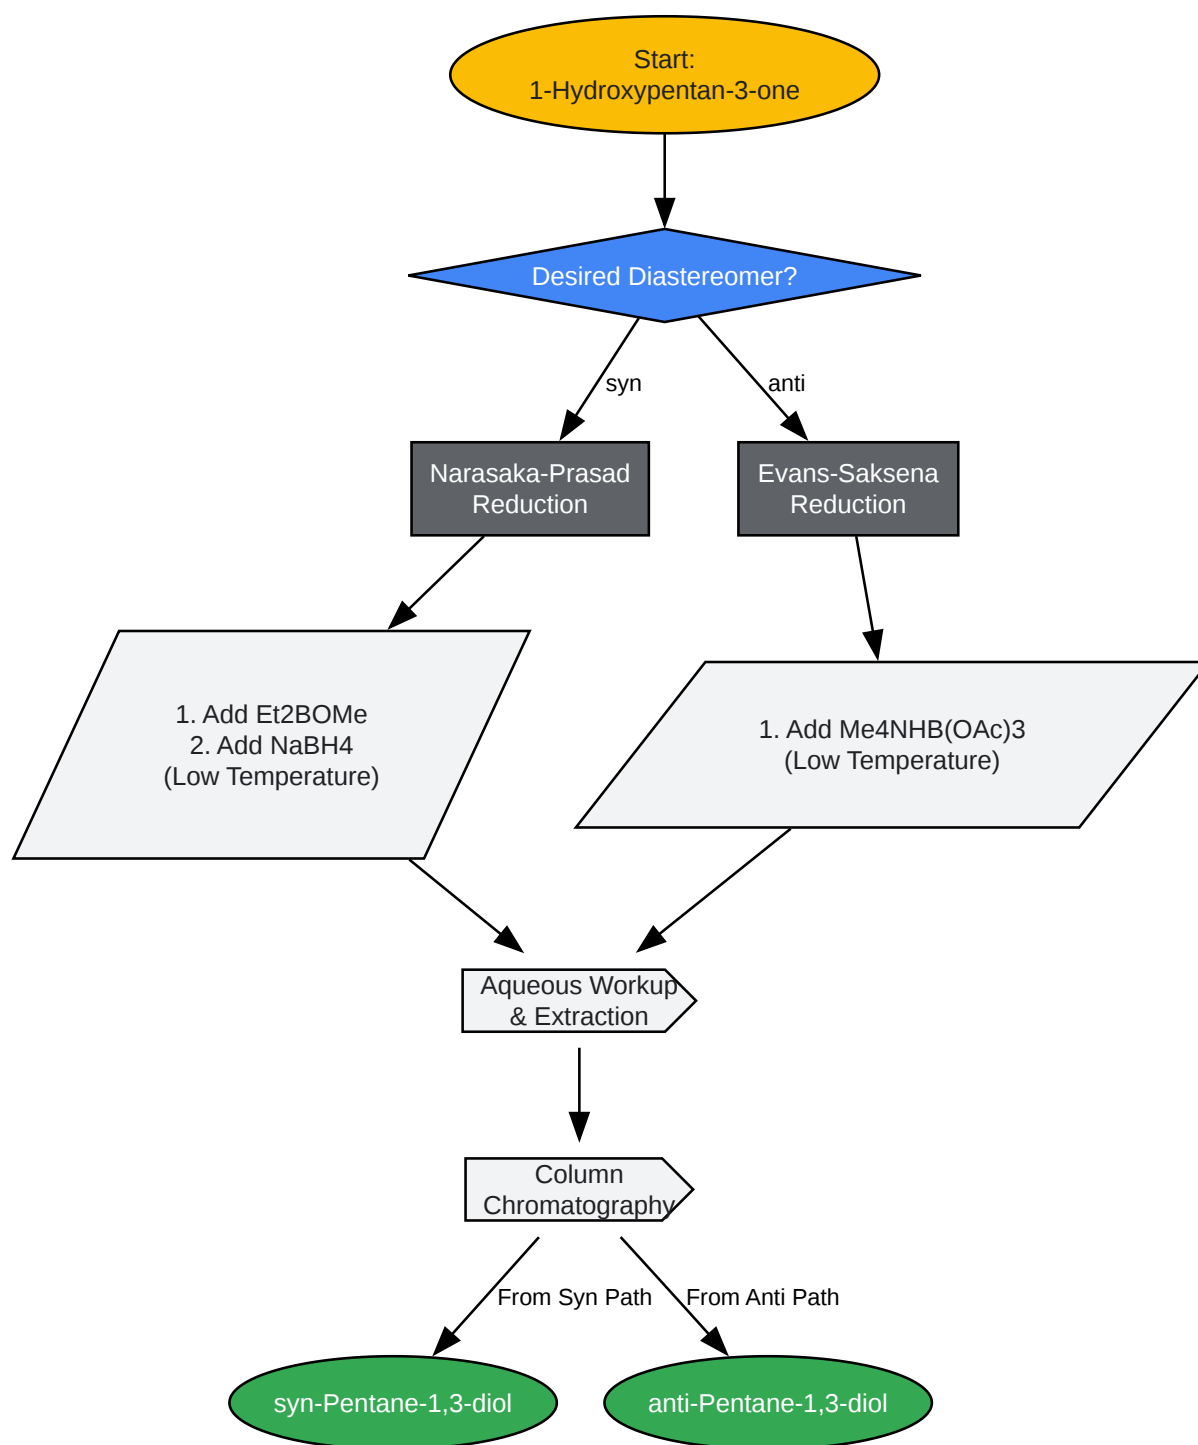 Start:
1-Hydroxypentan-3-one
Desired Diastereomer?
syn
anti
Narasaka-Prasad
Reduction
Evans-Saksena
Reduction
1. Add Et2BOMe
2. Add NaBH4
(Low Temperature)
1. Add Me4NHB(OAc)3
(Low Temperature)
Aqueous Workup
& Extraction
Column
Chromatography
From Syn Path
From Anti Path
syn-Pentane-1,3-diol
anti-Pentane-1,3-diol